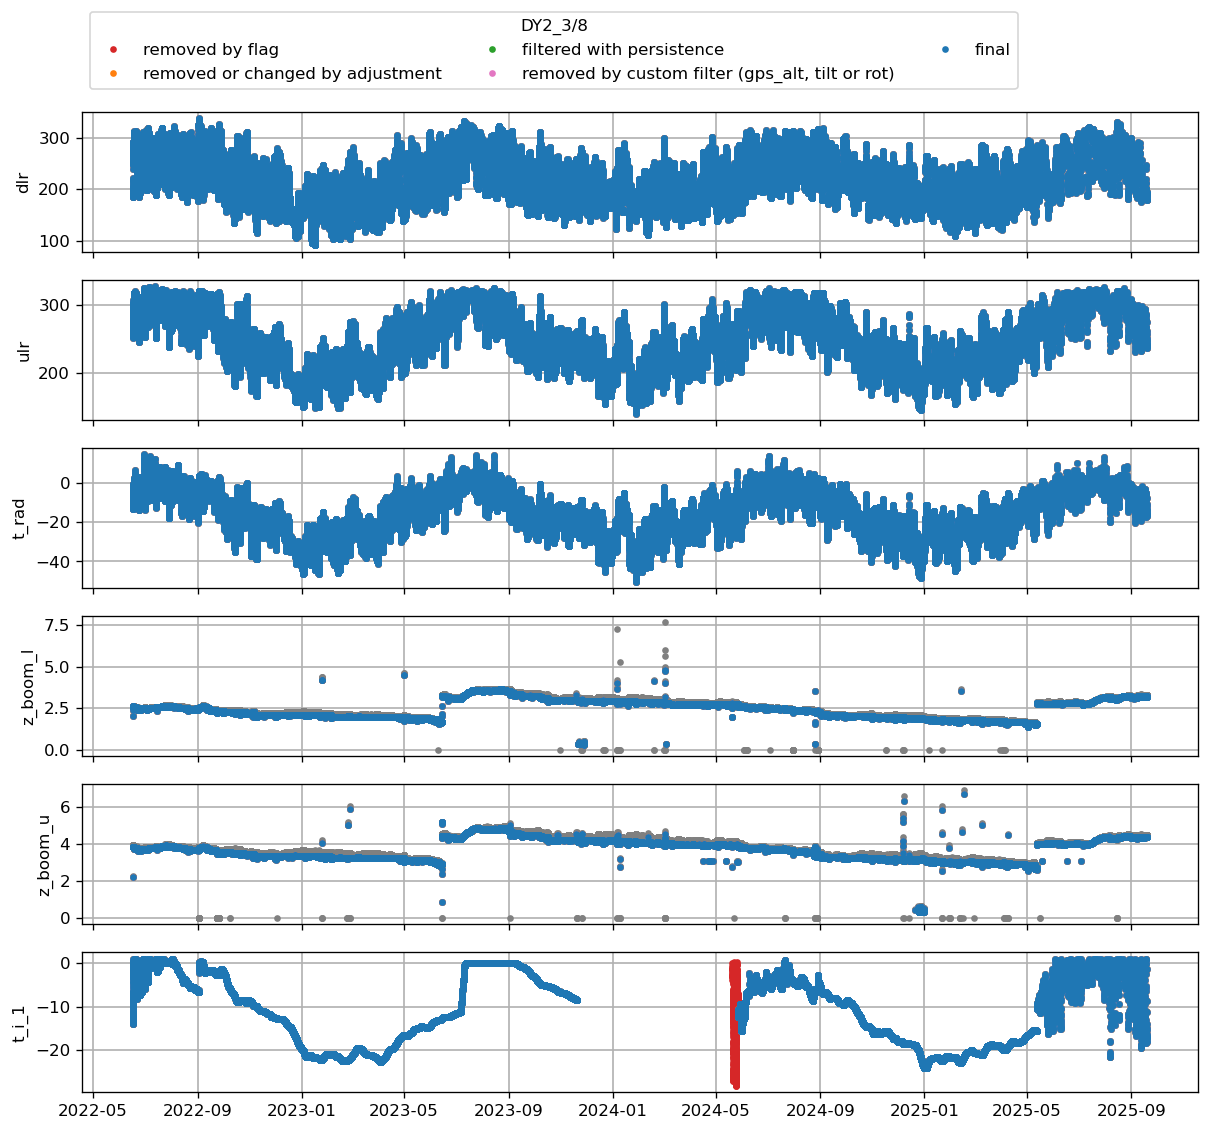 DY2_3/8
removed by flag
filtered with persistence
final
removed or changed by adjustment
removed by custom filter (gps_alt, tilt or rot)
300
200
100
dlr
300
200
ulr
0
−20
−40
t_rad
7.5
5.0
2.5
0.0
z_boom_l
6
4
2
0
z_boom_u
0
−10
−20
t_i_1
2022-05 2022-09 2023-01 2023-05 2023-09 2024-01 2024-05 2024-09 2025-01 2025-05 2025-09